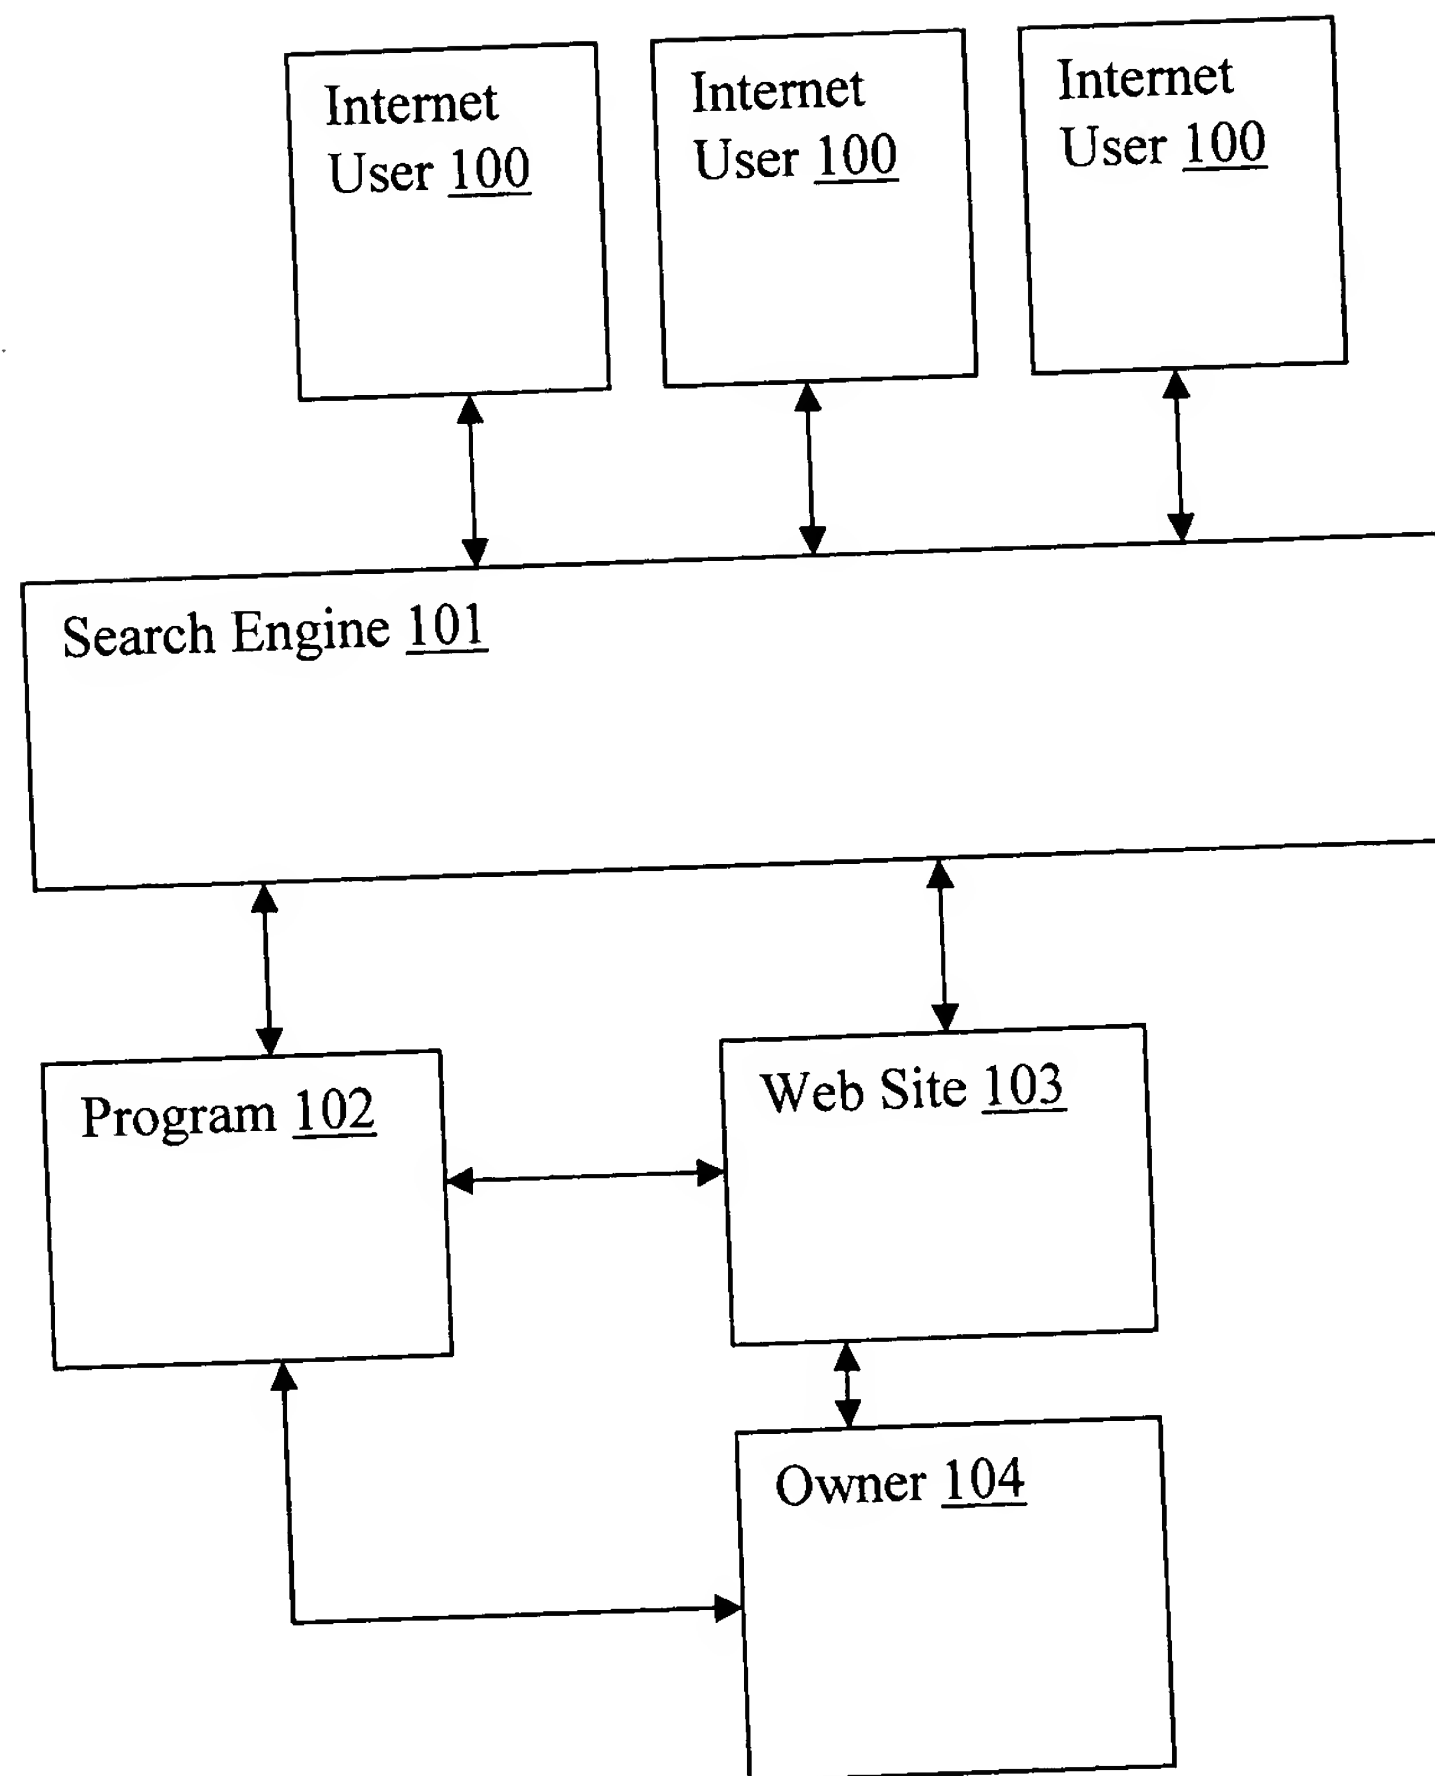 Internet
User 100
Internet
User 100
Internet
User 100
Search Engine 101
Program 102
Web Site 103
Owner 104